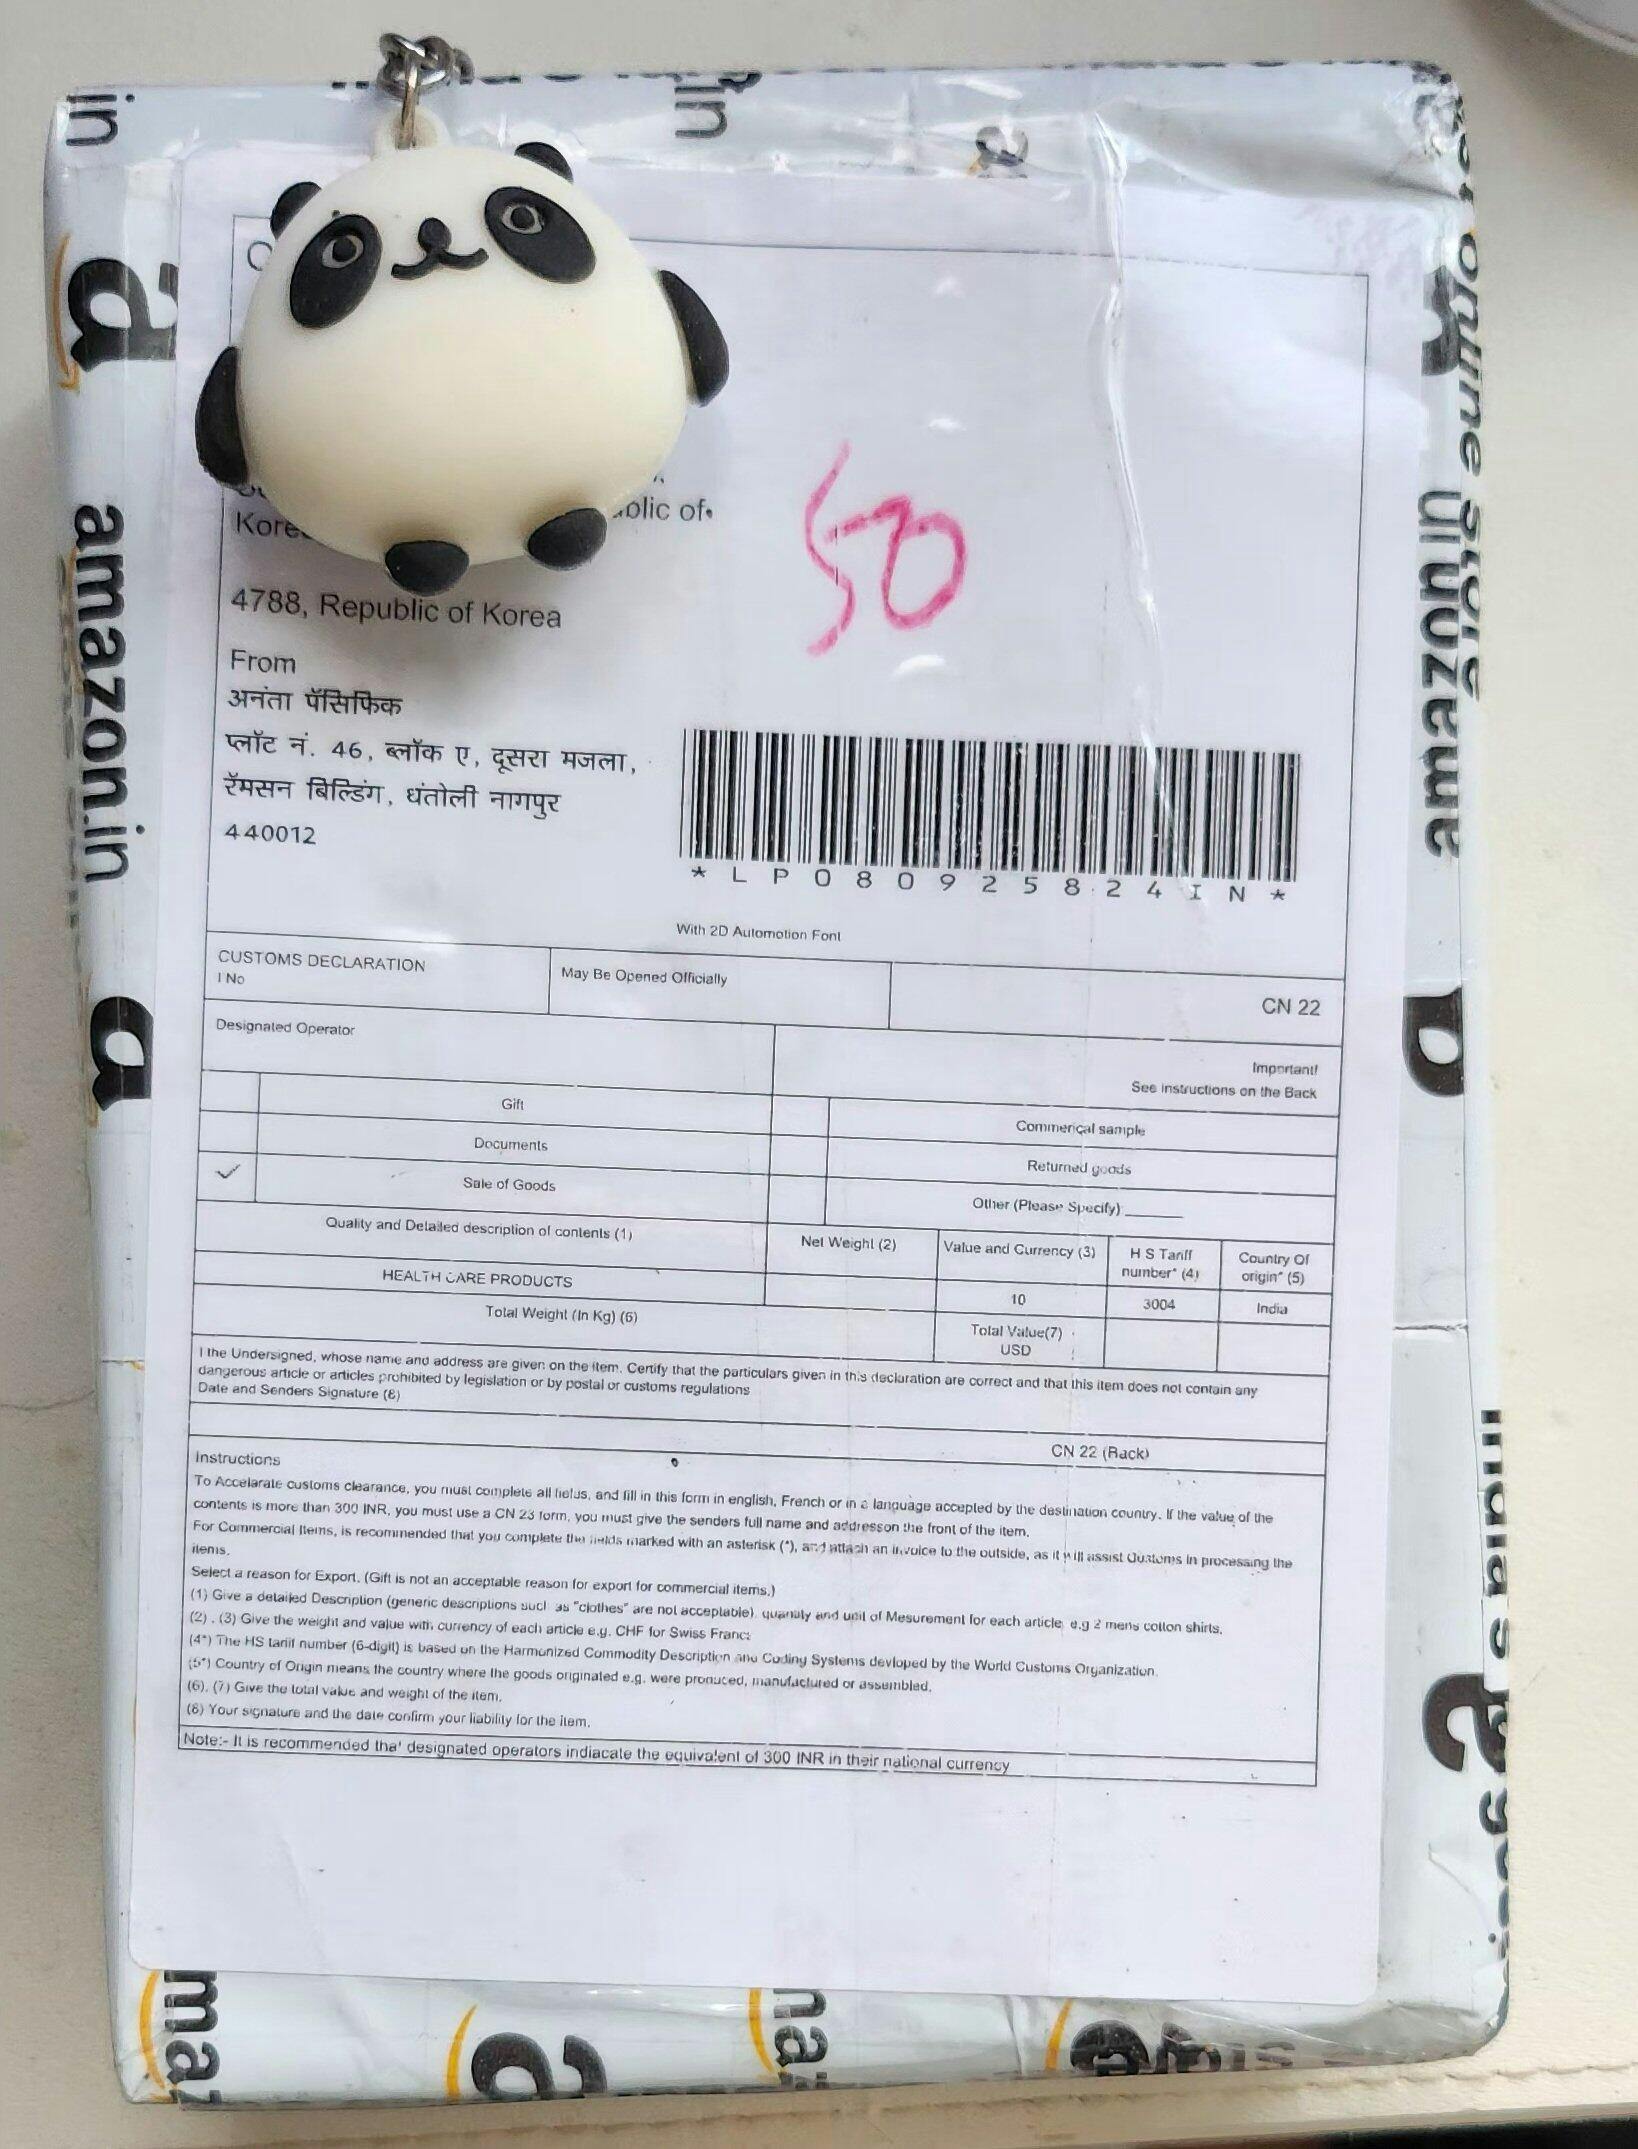 in
in
a
a
amazon.in
a
amazon.in
online store
of
Korea
4788, Republic of Korea
50
From
अनंता पॅसिफिक
प्लॉट नं. 46, ब्लॉक ए, दूसरा मजला,
रॅमसन बिल्डिंग, धंतोली नागपुर
440012
* L P 0 8 0 9 2 5 8 2 4 I N *
With 2D Automotion Font
CUSTOMS DECLARATION
I No
May Be Opened Officially
CN 22
Designated Operator
Important!
See instructions on the Back
Gift
Commerical sample
Documents
Returned goods
✓
Sale of Goods
Other (Please Specify) ______
Quality and Detailed description of contents (1)
Net Weight (2)
Value and Currency (3)
H S Tariff number* (4)
Country Of origin* (5)
HEALTH CARE PRODUCTS
10
3004
India
Total Weight (In Kg) (6)
Total Value(7)
USD
I the Undersigned, whose name and address are given on the item. Certify that the particulars given in this declaration are correct and that this item does not contain any
dangerous article or articles prohibited by legislation or by postal or customs regulations
Date and Senders Signature (8)
CN 22 (Back)
Instructions
To Accelarate customs clearance, you must complete all fields, and fill in this form in english, French or in a language accepted by the destination country. If the value of the
contents is more than 300 INR, you must use a CN 23 form, you must give the senders full name and addresson the front of the item.
For Commercial Items, is recommended that you complete the fields marked with an asterisk (*), and attach an invoice to the outside, as it will assist Customs in processing the
items.
Select a reason for Export. (Gift is not an acceptable reason for export for commercial items.)
(1) Give a detailed Description (generic descriptions such as "clothes" are not acceptable). quantity and unit of Mesurement for each article, e.g 2 mens cotton shirts.
(2) , (3) Give the weight and value with currency of each article e.g. CHF for Swiss Francs
(4*) The HS tariff number (6-digit) is based on the Harmonized Commodity Description and Coding Systems devloped by the World Customs Organization.
(5*) Country of Origin means the country where the goods originated e.g. were pronuced, manufactured or assembled.
(6), (7) Give the total value and weight of the item.
(8) Your signature and the date confirm your liability for the item.
Note:- It is recommended that designated operators indiacate the equivalent of 300 INR in their national currency
a
india's
a